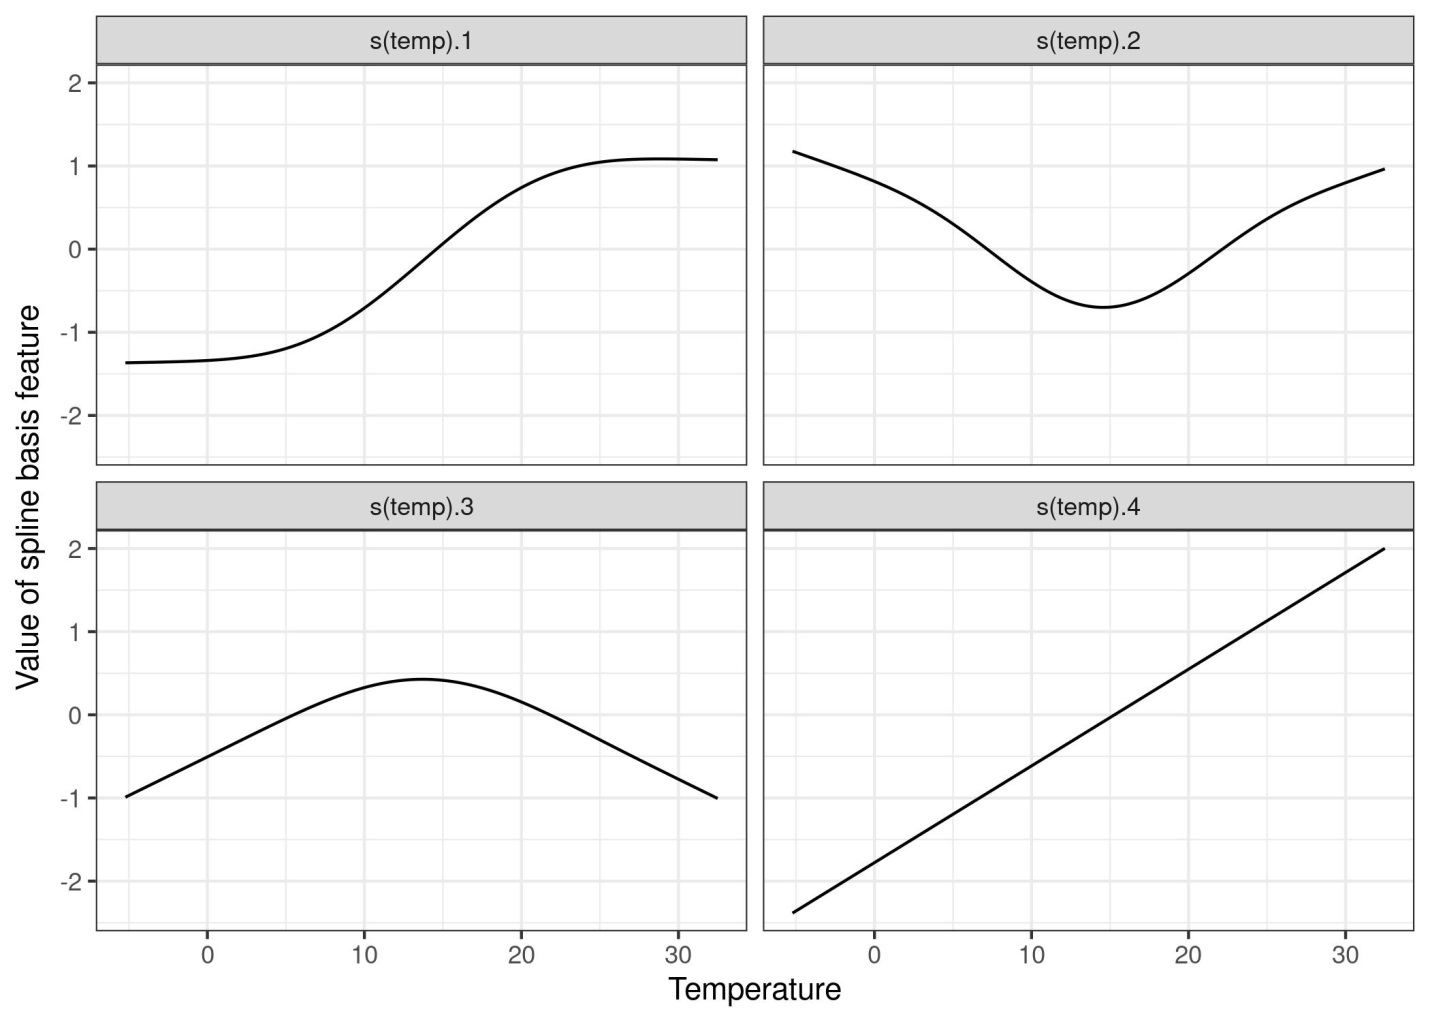 s(temp).1
s(temp).2
2
1
0
-1
-2
s(temp).3
s(temp).4
2
1
0
-1
-2
0 10 20 30
0 10 20 30
Temperature
Value of spline basis feature